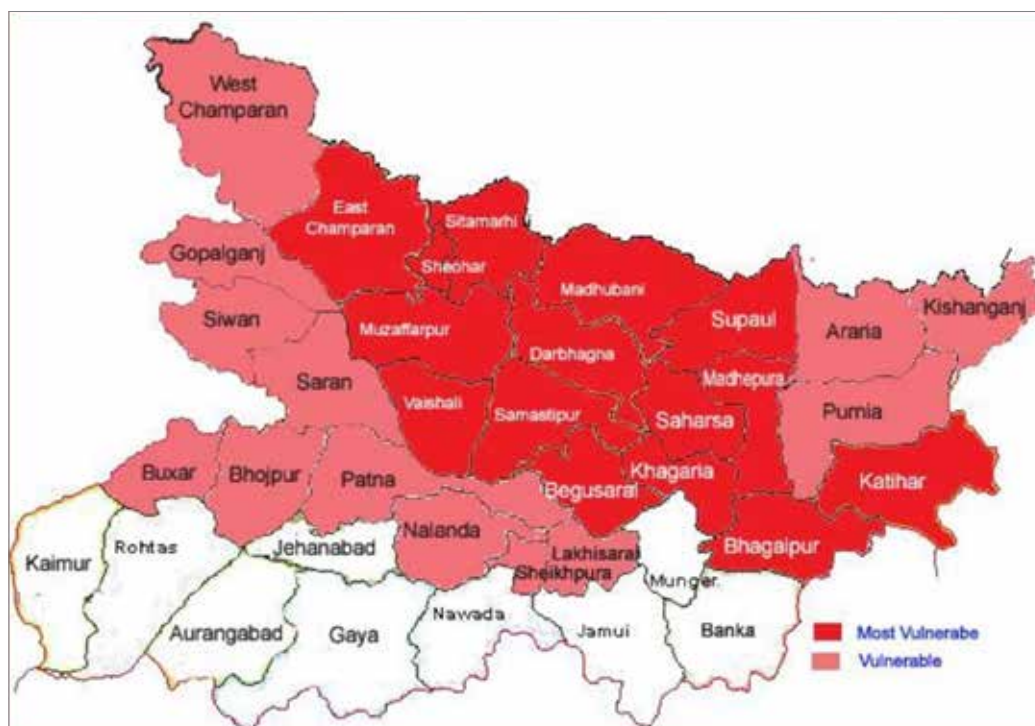 West
Champaran
East
Champaran
Sitamarhi
Gopalganj
Sheohar
Madhubani
Kishanganj
Siwan
Muzaffarpur
Supaul
Araria
Darbhagna
Saran
Madhepura
Vaishali
Samastipur
Saharsa
Purnia
Buxar
Bhojpur
Patna
Begusarai
Khagaria
Katihar
Nalanda
Kaimur
Rohtas
Jehanabad
Lakhisarai
Sheikhpura
Bhagalpur
Munger.
Aurangabad
Gaya
Nawada
Jamui
Banka
Most Vulnerabe
Vulnerable